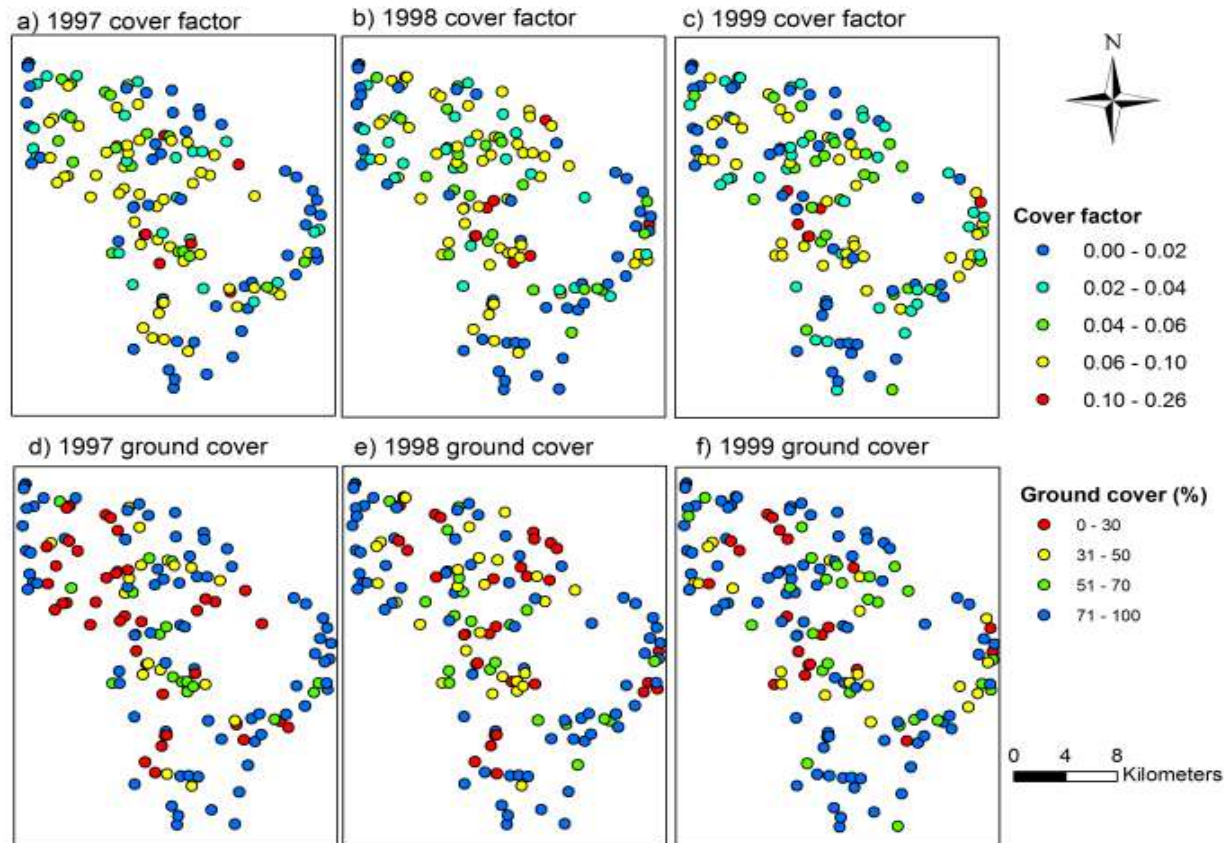 a) 1997 cover factor
b) 1998 cover factor
c) 1999 cover factor
N
Cover factor
0.00 - 0.02
0.02 - 0.04
0.04 - 0.06
0.06 - 0.10
0.10 - 0.26
d) 1997 ground cover
e) 1998 ground cover
f) 1999 ground cover
Ground cover (%)
0 - 30
31 - 50
51 - 70
71 - 100
0 4 8
Kilometers